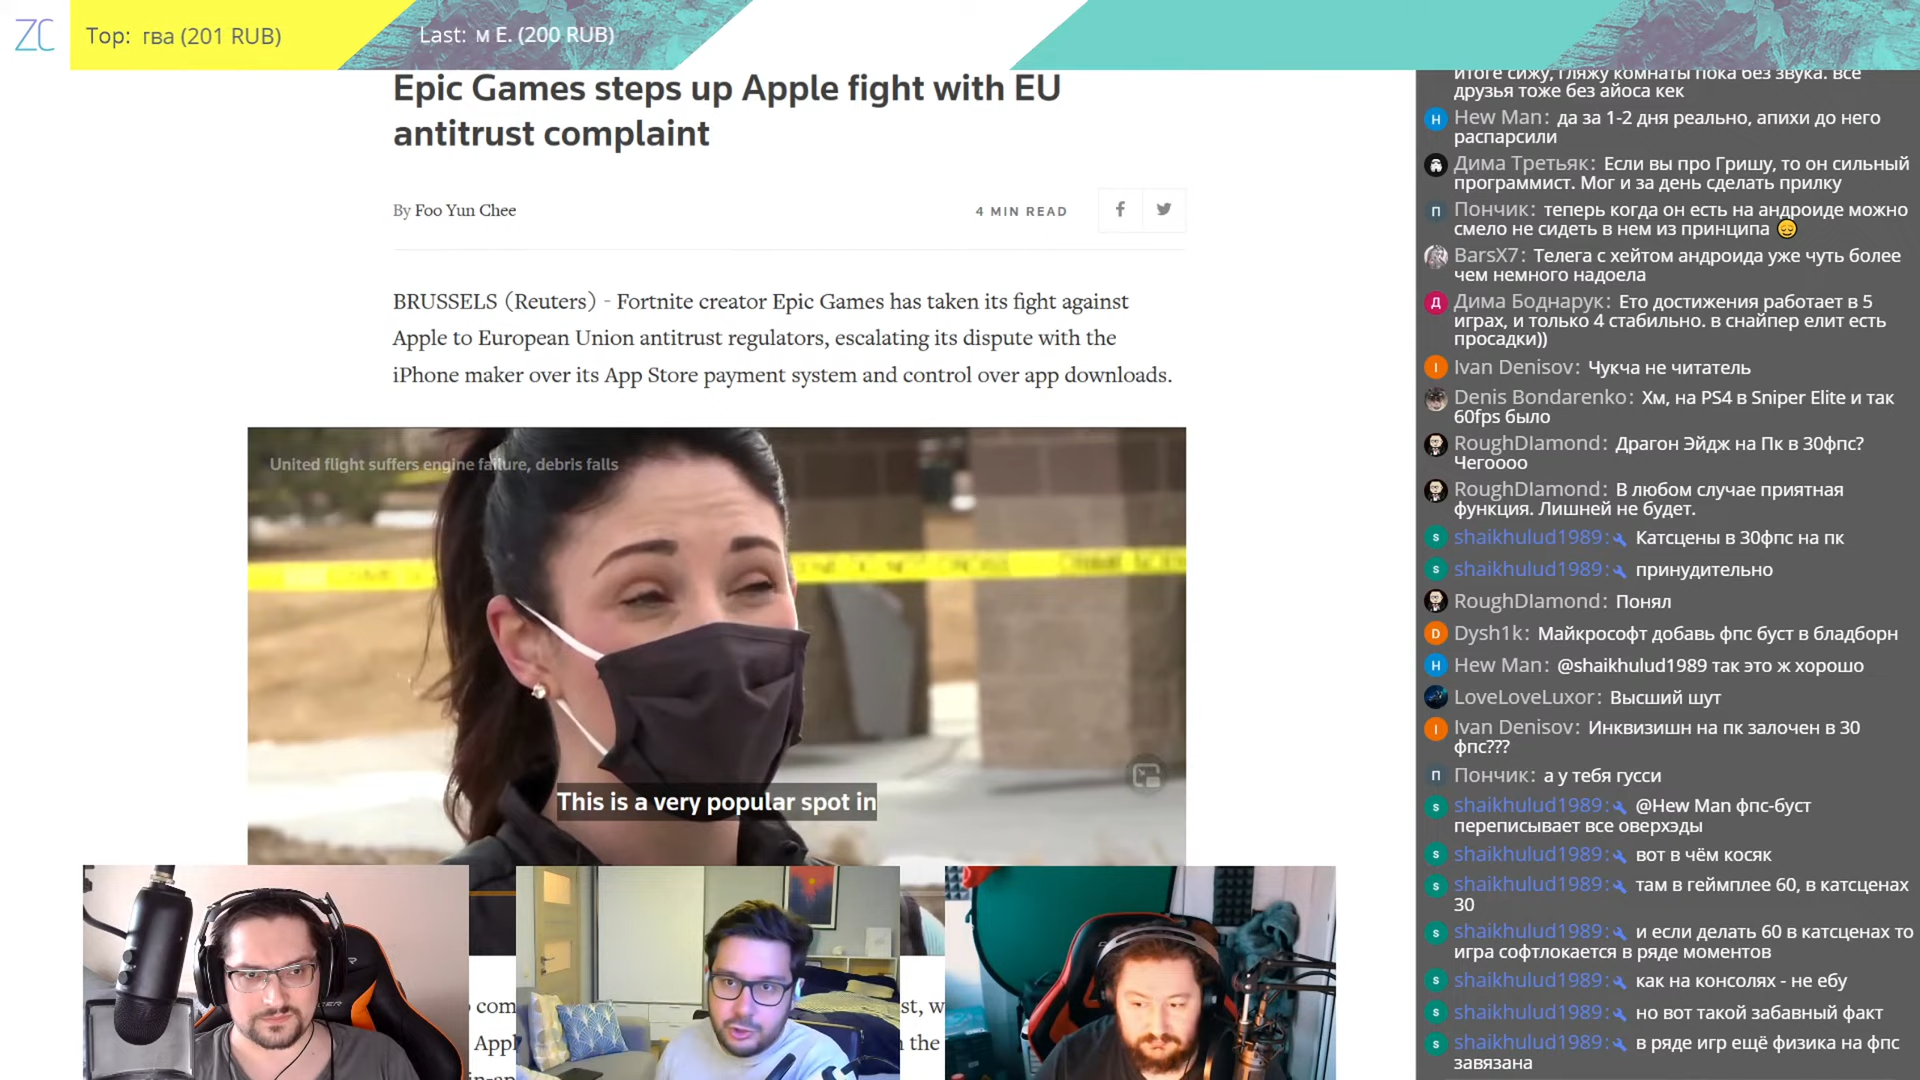 ZC
Top: тва (201 RUB)
Last: м Е. (200 RUB)
Epic Games steps up Apple fight with EU
antitrust complaint
By Foo Yun Chee
4 MIN READ
BRUSSELS (Reuters) - Fortnite creator Epic Games has taken its fight against
Apple to European Union antitrust regulators, escalating its dispute with the
iPhone maker over its App Store payment system and control over app downloads.
United flight suffers engine failure, debris falls
This is a very popular spot in
com
st, w
Appl
n the
in-ap
итоге сижу, гляжу комнаты пока без звука. все
друзья тоже без айоса кек
Hew Man: да за 1-2 дня реально, апихи до него
распарсили
Дима Третьяк: Если вы про Гришу, то он сильный
программист. Мог и за день сделать прилку
Пончик: теперь когда он есть на андроиде можно
смело не сидеть в нем из принципа
BarsX7: Телега с хейтом андроида уже чуть более
чем немного надоела
Дима Боднарук: Ето достижения работает в 5
играх, и только 4 стабильно. в снайпер елит есть
просадки))
Ivan Denisov: Чукча не читатель
Denis Bondarenko: Хм, на PS4 в Sniper Elite и так
60fps было
RoughDIamond: Драгон Эйдж на Пк в 30фпс?
Чегоооо
RoughDIamond: В любом случае приятная
функция. Лишней не будет.
shaikhulud1989: Катсцены в 30фпс на пк
shaikhulud1989: принудительно
RoughDIamond: Понял
Dysh1k: Майкрософт добавь фпс буст в бладборн
Hew Man: @shaikhulud1989 так это ж хорошо
LoveLoveLuxor: Высший шут
Ivan Denisov: Инквизишн на пк залочен в 30
фпс???
Пончик: а у тебя гусси
shaikhulud1989: @Hew Man фпс-буст
переписывает все оверхэды
shaikhulud1989: вот в чём косяк
shaikhulud1989: там в геймплее 60, в катсценах
30
shaikhulud1989: и если делать 60 в катсценах то
игра софтлокается в ряде моментов
shaikhulud1989: как на консолях - не ебу
shaikhulud1989: но вот такой забавный факт
shaikhulud1989: в ряде игр ещё физика на фпс
завязана